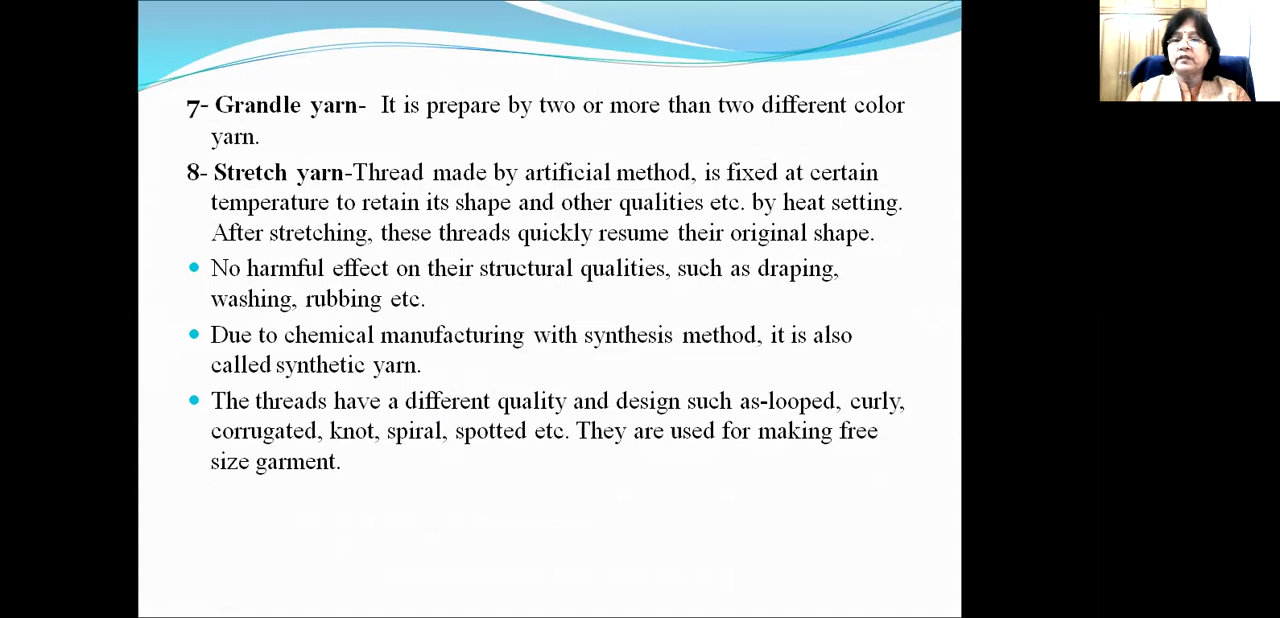 7- Grandle yarn- It is prepare by two or more than two different color
yarn.
8- Stretch yarn-Thread made by artificial method, is fixed at certain
temperature to retain its shape and other qualities etc. by heat setting.
After stretching, these threads quickly resume their original shape.
• No harmful effect on their structural qualities, such as draping,
washing, rubbing etc.
• Due to chemical manufacturing with synthesis method, it is also
called synthetic yarn.
• The threads have a different quality and design such as-looped, curly,
corrugated, knot, spiral, spotted etc. They are used for making free
size garment.